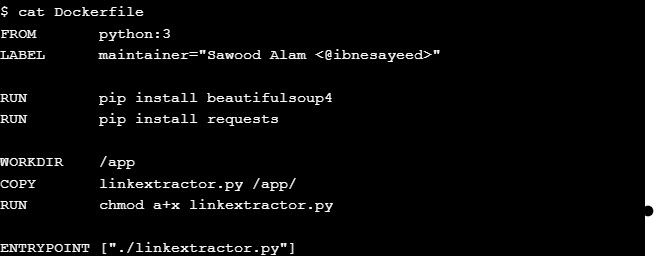 $ cat Dockerfile
FROM       python:3
LABEL      maintainer="Sawood Alam <@ibnesayeed>"
RUN        pip install beautifulsoup4
RUN        pip install requests
WORKDIR    /app
COPY       linkextractor.py /app/
RUN        chmod a+x linkextractor.py
ENTRYPOINT ["./linkextractor.py"]